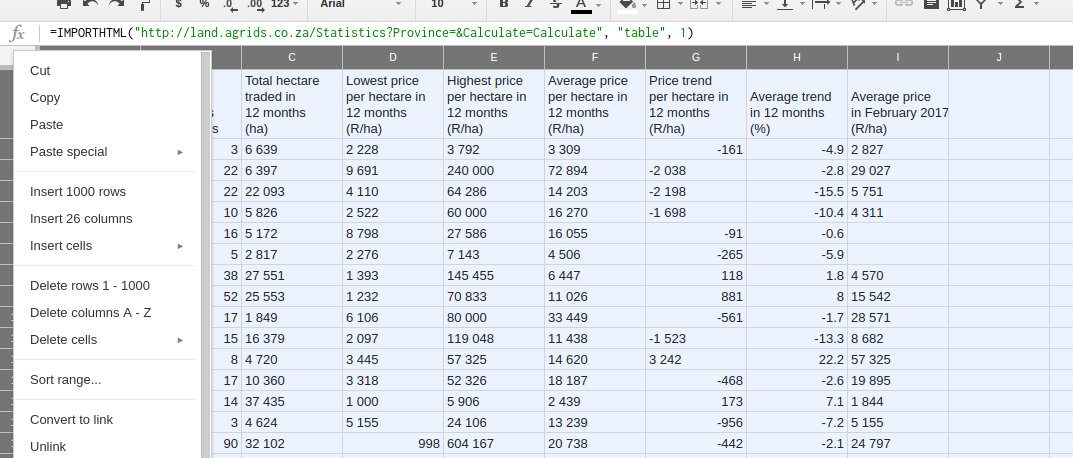 $ % .0 .00 123 Arial 10 B I S A Σ
fx =IMPORTHTML("http://land.agrids.co.za/Statistics?Province=&Calculate=Calculate", "table", 1)
C D E F G H I J
Total hectare traded in 12 months (ha)
Lowest price per hectare in 12 months (R/ha)
Highest price per hectare in 12 months (R/ha)
Average price per hectare in 12 months (R/ha)
Price trend per hectare in 12 months (R/ha)
Average trend in 12 months (%)
Average price in February 2017 (R/ha)
3 6 639 2 228 3 792 3 309 -161 -4.9 2 827
22 6 397 9 691 240 000 72 894 -2 038 -2.8 29 027
22 22 093 4 110 64 286 14 203 -2 198 -15.5 5 751
10 5 826 2 522 60 000 16 270 -1 698 -10.4 4 311
16 5 172 8 798 27 586 16 055 -91 -0.6
5 2 817 2 276 7 143 4 506 -265 -5.9
38 27 551 1 393 145 455 6 447 118 1.8 4 570
52 25 553 1 232 70 833 11 026 881 8 15 542
17 1 849 6 106 80 000 33 449 -561 -1.7 28 571
15 16 379 2 097 119 048 11 438 -1 523 -13.3 8 682
8 4 720 3 445 57 325 14 620 3 242 22.2 57 325
17 10 360 3 318 52 326 18 187 -468 -2.6 19 895
14 37 435 1 000 5 906 2 439 173 7.1 1 844
3 4 624 5 155 24 106 13 239 -956 -7.2 5 155
90 32 102 998 604 167 20 738 -442 -2.1 24 797
Cut
Copy
Paste
Paste special
Insert 1000 rows
Insert 26 columns
Insert cells
Delete rows 1 - 1000
Delete columns A - Z
Delete cells
Sort range...
Convert to link
Unlink